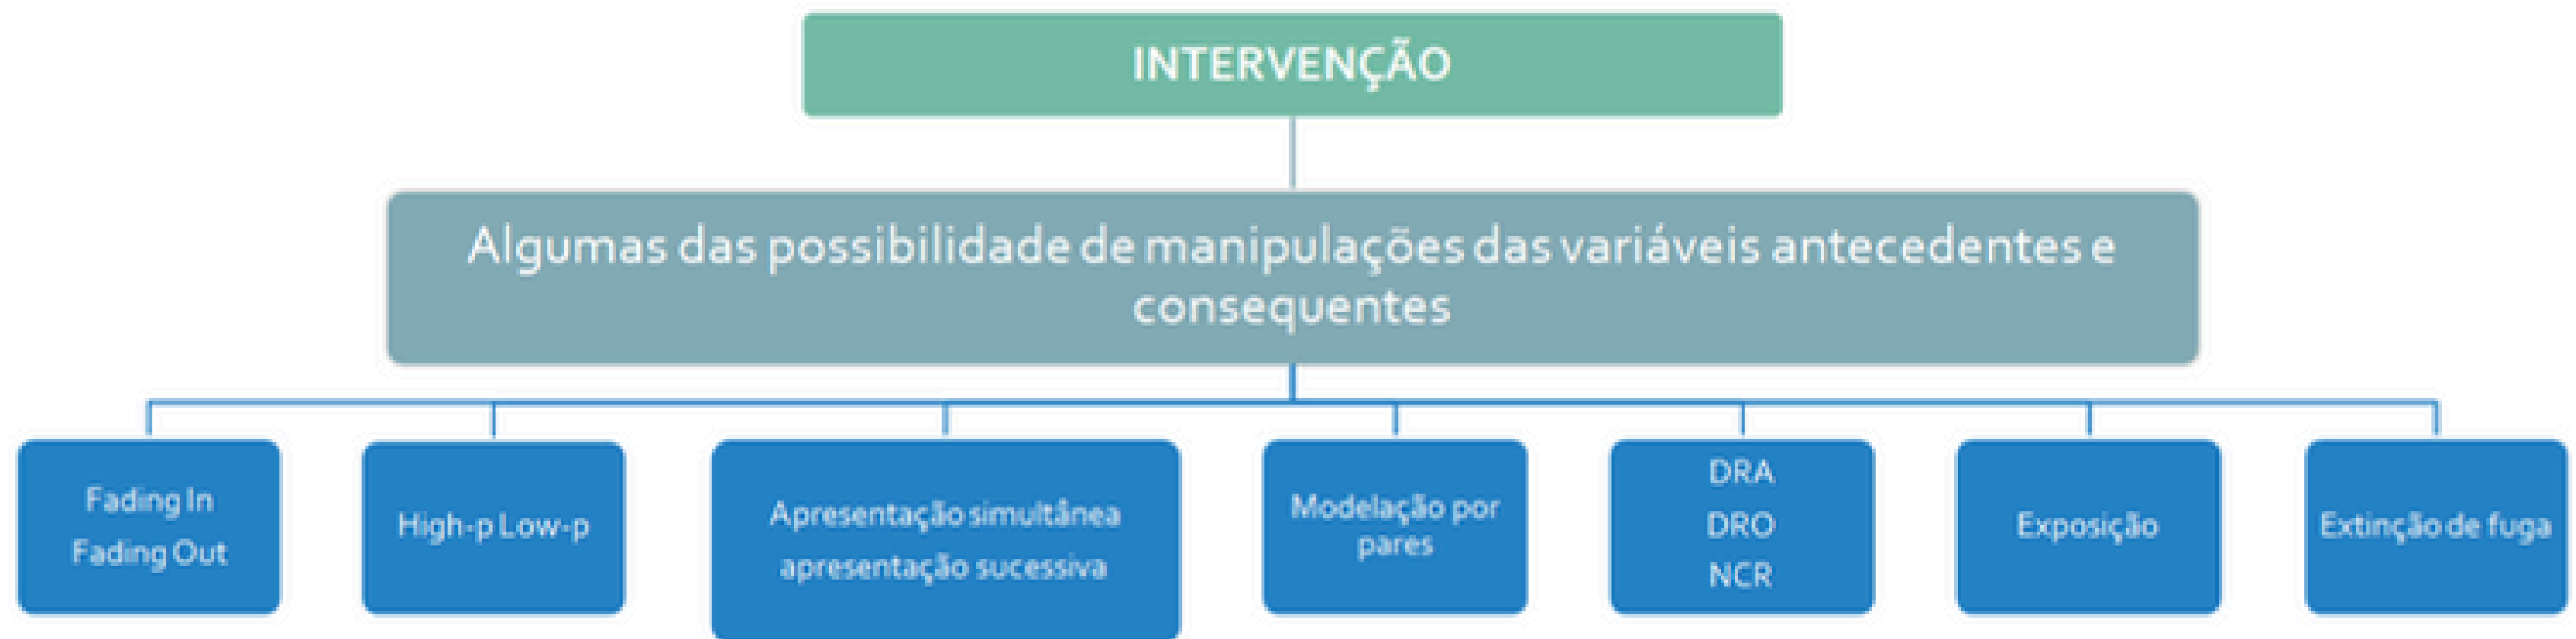 INTERVENÇÃO
Algumas das possibilidade de manipulações das variáveis antecedentes e
consequentes
Fading In
Fading Out
High-p Low-p
Apresentação simultânea
apresentação sucessiva
Modelação por
pares
DRA
DRO
NCR
Exposição
Extinção de fuga